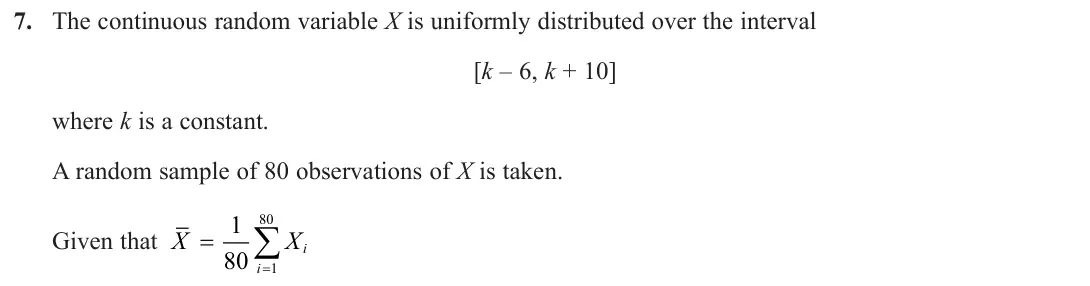 7. The continuous random variable X is uniformly distributed over the interval
[k – 6, k + 10]
where k is a constant.
A random sample of 80 observations of X is taken.
Given that X̅ = 1/80 ∑_{i=1}^{80} X_i